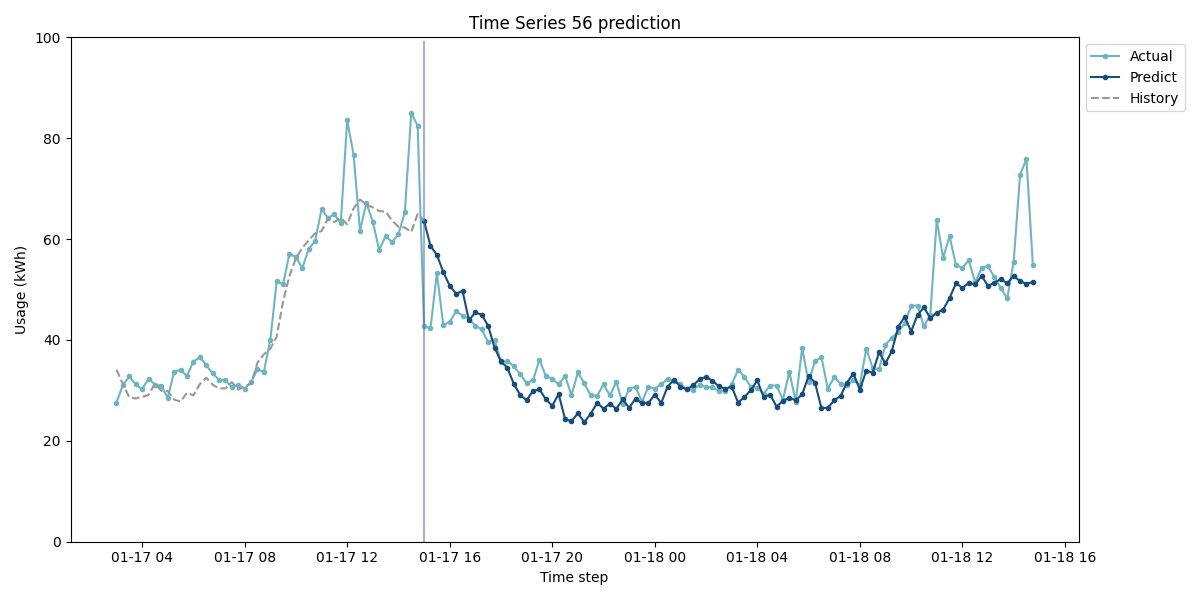 Time Series 56 prediction
100
80
60
40
20
0
Usage (kWh)
01-17 04
01-17 08
01-17 12
01-17 16
01-17 20
01-18 00
01-18 04
01-18 08
01-18 12
01-18 16
Time step
Actual
Predict
History